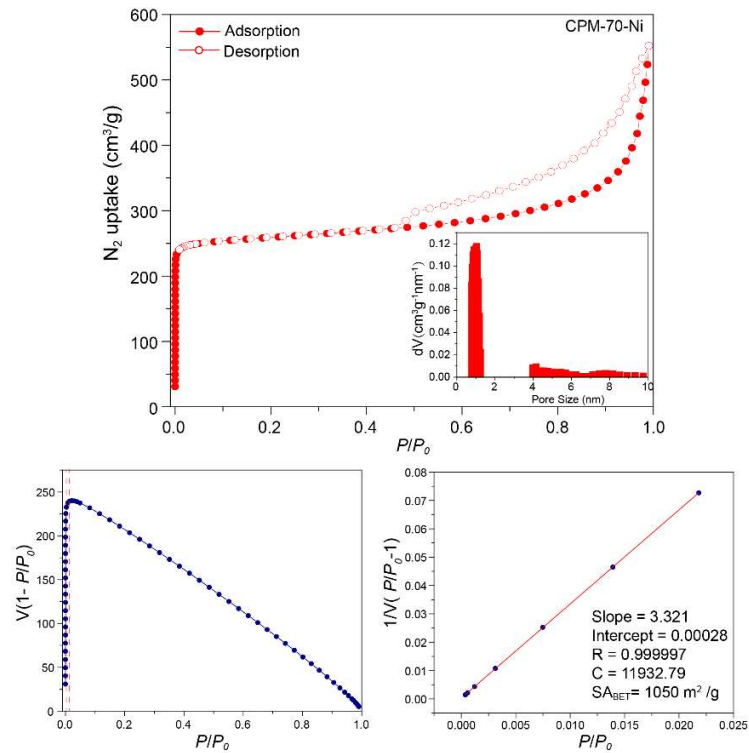 CPM-70-Ni
Adsorption
Desorption
N₂ uptake (cm³/g)
600
500
400
300
200
100
0
0.0 0.2 0.4 0.6 0.8 1.0
P/P₀
dV(cm³g⁻¹nm⁻¹)
0.12
0.09
0.06
0.04
0.02
0.00
0 2 4 6 8 10
Pore Size (nm)
V(1- P/P₀)
250
200
150
100
50
0
0.0 0.2 0.4 0.6 0.8 1.0
P/P₀
1/V( P/P₀-1)
0.08
0.07
0.06
0.05
0.04
0.03
0.02
0.01
0.00
0.000 0.005 0.010 0.015 0.020 0.025
P/P₀
Slope = 3.321
Intercept = 0.00028
R = 0.999997
C = 11932.79
SA_BET= 1050 m² /g